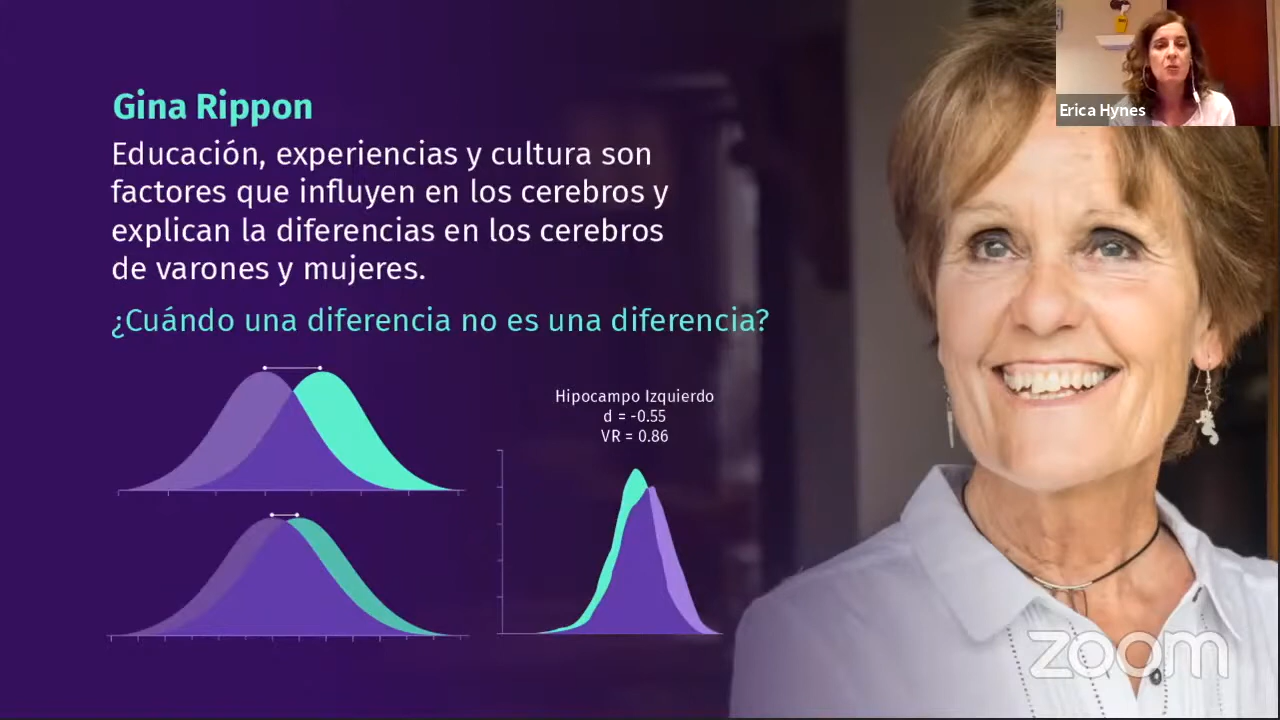 Gina Rippon
Educación, experiencias y cultura son
factores que influyen en los cerebros y
explican la diferencias en los cerebros
de varones y mujeres.
¿Cuándo una diferencia no es una diferencia?
Hipocampo Izquierdo
d = -0.55
VR = 0.86
Erica Hynes
zoom